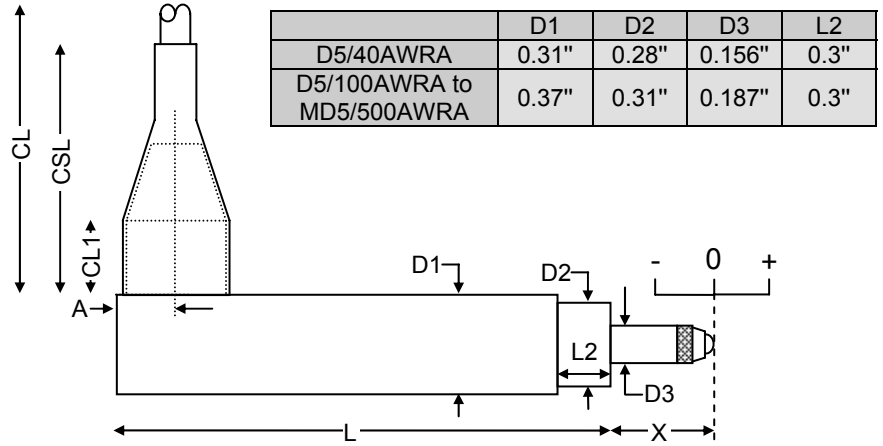 D1 D2 D3 L2
D5/40AWRA 0.31" 0.28" 0.156" 0.3"
D5/100AWRA to
MD5/500AWRA 0.37" 0.31" 0.187" 0.3"
CL
CSL
CL1
A
D1
D2
- 0 +
L2
D3
L
X